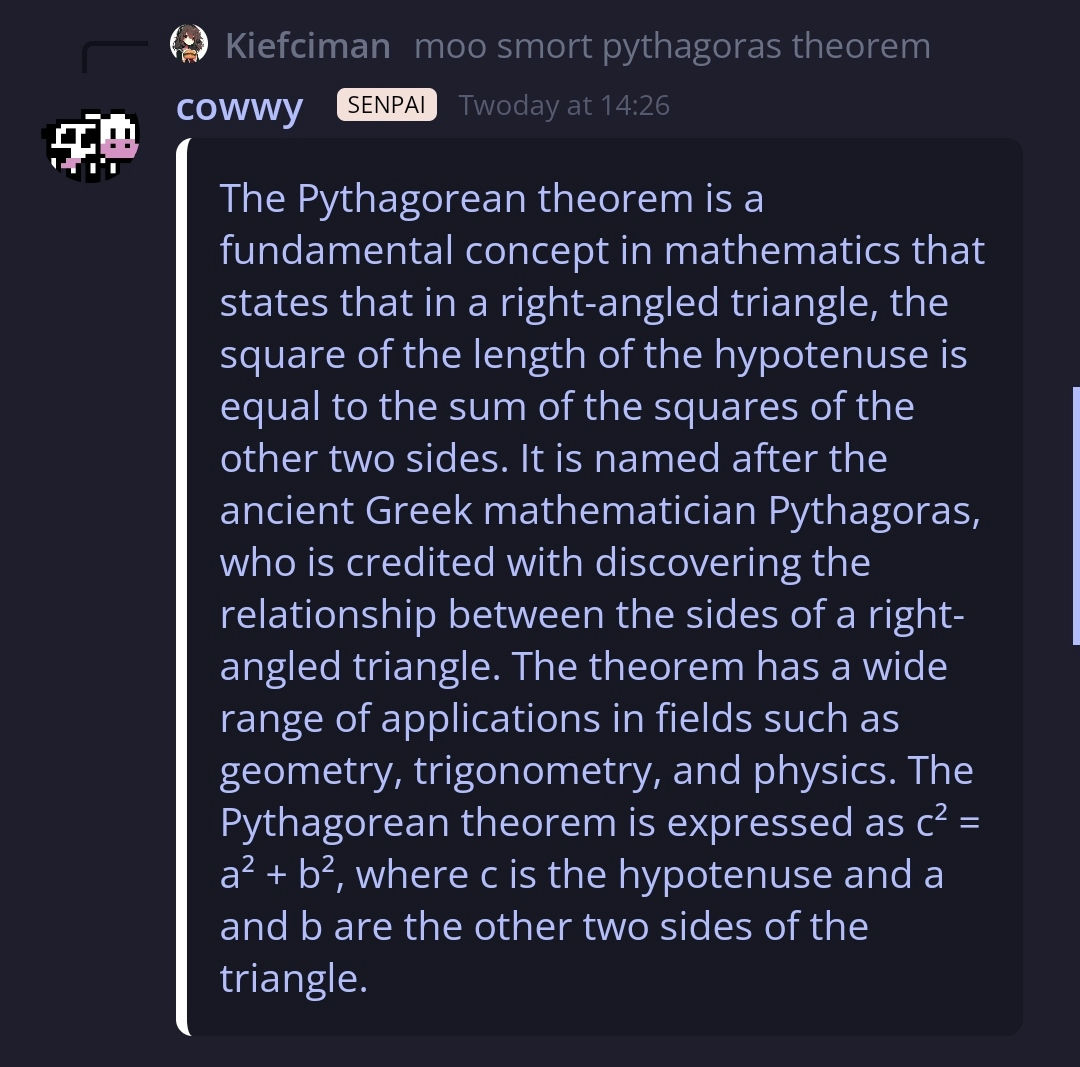 Kiefciman moo smort pythagoras theorem
cowwy SENPAI Twoday at 14:26
The Pythagorean theorem is a
fundamental concept in mathematics that
states that in a right-angled triangle, the
square of the length of the hypotenuse is
equal to the sum of the squares of the
other two sides. It is named after the
ancient Greek mathematician Pythagoras,
who is credited with discovering the
relationship between the sides of a right-
angled triangle. The theorem has a wide
range of applications in fields such as
geometry, trigonometry, and physics. The
Pythagorean theorem is expressed as c² =
a² + b², where c is the hypotenuse and a
and b are the other two sides of the
triangle.